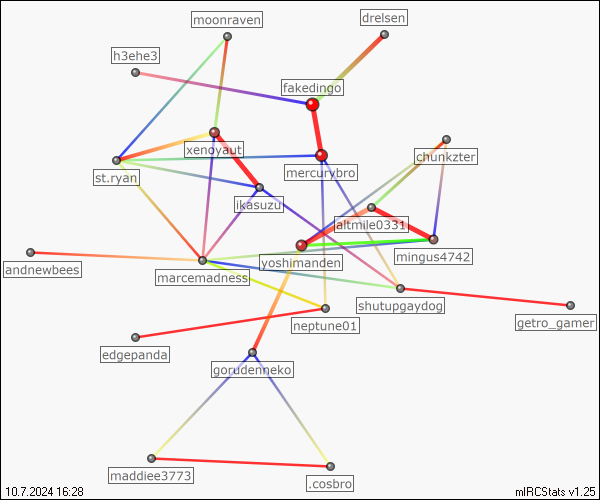 moonraven
drelsen
h3ehe3
fakedingo
xenoyaut
chunkzter
mercurybro
st.ryan
ikasuzu
altmile0331
yoshimanden
mingus4742
andnewbees
marcemadness
shutupgaydog
neptune01
getro_gamer
edgepanda
gorudenneko
maddiee3773
.cosbro
10.7.2024 16:28
mIRCStats v1.25